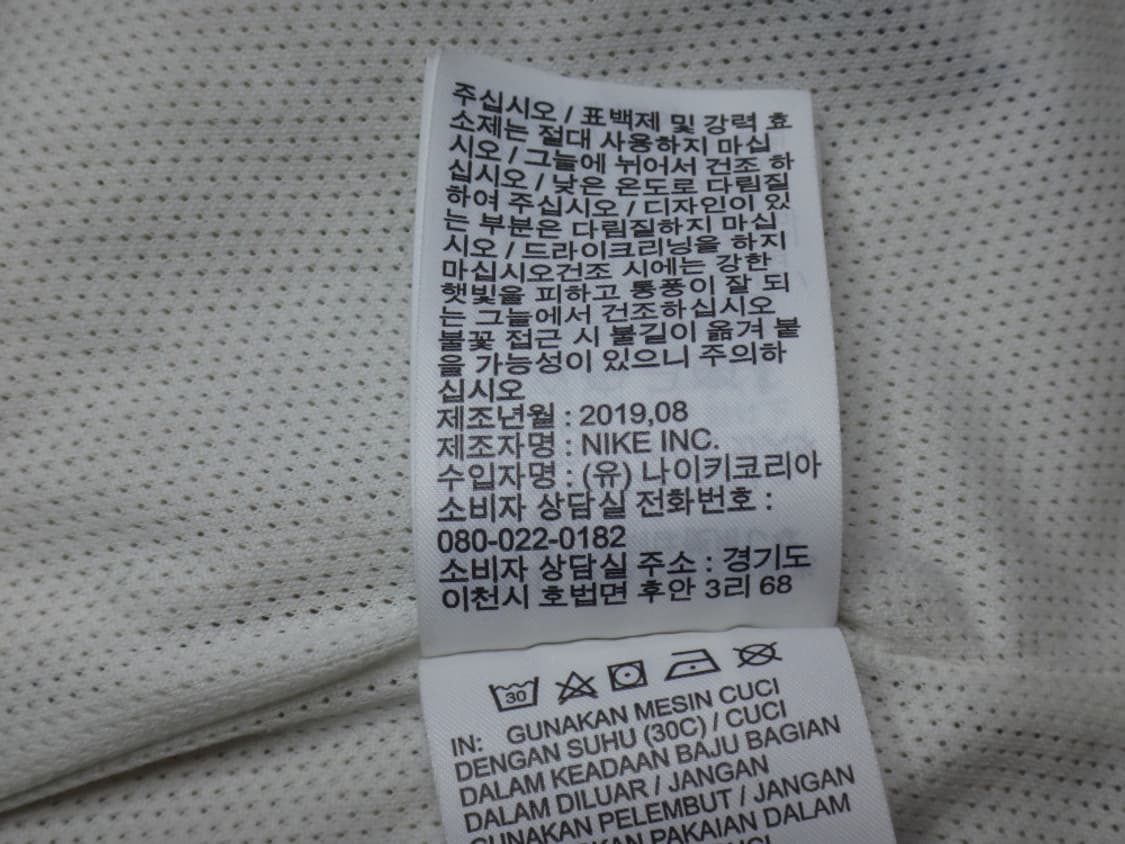 주십시오 / 표백제 및 강력 효
소제는 절대 사용하지 마십
시오 / 그늘에 뉘어서 건조 하
십시오 / 낮은 온도로 다림질
하여 주십시오 / 디자인이 있
는 부분은 다림질하지 마십
시오 / 드라이크리닝을 하지
마십시오건조 시에는 강한
햇빛을 피하고 통풍이 잘 되
는 그늘에서 건조하십시오
불꽃 접근 시 불길이 옮겨 붙
을 가능성이 있으니 주의하
십시오
제조년월 : 2019,08
제조자명 : NIKE INC.
수입자명 : (유) 나이키코리아
소비자 상담실 전화번호 :
080-022-0182
소비자 상담실 주소 : 경기도
이천시 호법면 후안 3리 68
30
IN: GUNAKAN MESIN CUCI
DENGAN SUHU (30C) / CUCI
DALAM KEADAAN BAJU BAGIAN
DALAM DILUAR / JANGAN
GUNAKAN PELEMBUT / JANGAN
PAKAIAN DALAM